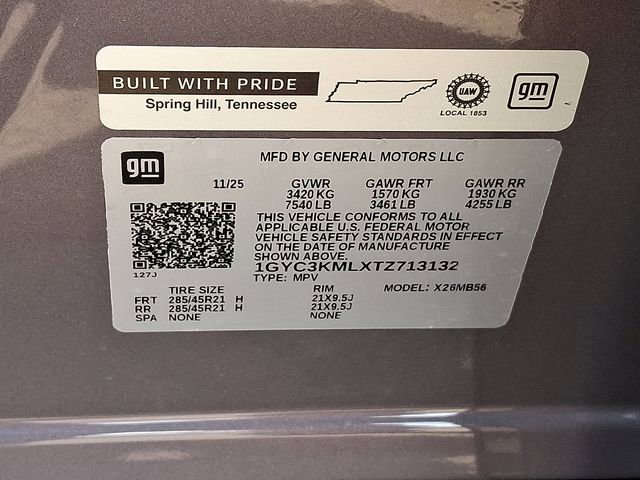 BUILT WITH PRIDE
Spring Hill, Tennessee
UAW
LOCAL 1853
gm
gm
MFD BY GENERAL MOTORS LLC
11/25 GVWR GAWR FRT GAWR RR
3420 KG 1570 KG 1930 KG
7540 LB 3461 LB 4255 LB
THIS VEHICLE CONFORMS TO ALL
APPLICABLE U.S. FEDERAL MOTOR
VEHICLE SAFETY STANDARDS IN EFFECT
ON THE DATE OF MANUFACTURE
SHOWN ABOVE.
1GYC3KMLXTZ713132
127J
TYPE: MPV
TIRE SIZE RIM MODEL: X26MB56
FRT 285/45R21 H 21X9.5J
RR 285/45R21 H 21X9.5J
SPA NONE NONE